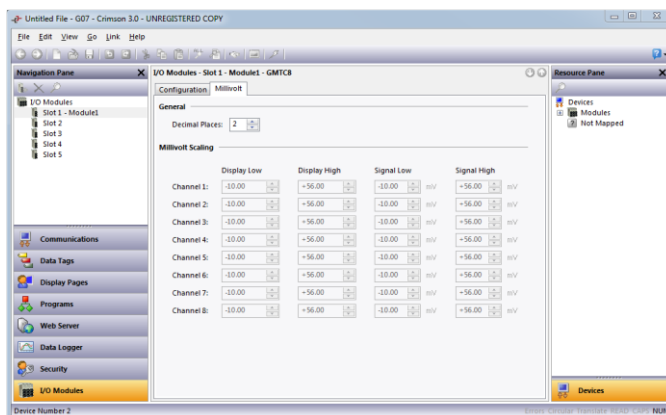 Untitled File - G07 - Crimson 3.0 - UNREGISTERED COPY
File Edit View Go Link Help
Navigation Pane
I/O Modules
Slot 1 - Module1
Slot 2
Slot 3
Slot 4
Slot 5
Communications
Data Tags
Display Pages
Programs
Web Server
Data Logger
Security
I/O Modules
I/O Modules - Slot 1 - Module1 - GMTC8
Configuration Millivolt
General
Decimal Places: 2
Millivolt Scaling
Display Low Display High Signal Low Signal High
Channel 1: -10.00 +56.00 -10.00 mV +56.00 mV
Channel 2: -10.00 +56.00 -10.00 mV +56.00 mV
Channel 3: -10.00 +56.00 -10.00 mV +56.00 mV
Channel 4: -10.00 +56.00 -10.00 mV +56.00 mV
Channel 5: -10.00 +56.00 -10.00 mV +56.00 mV
Channel 6: -10.00 +56.00 -10.00 mV +56.00 mV
Channel 7: -10.00 +56.00 -10.00 mV +56.00 mV
Channel 8: -10.00 +56.00 -10.00 mV +56.00 mV
Resource Pane
Devices
Modules
Not Mapped
Devices
Device Number 2
Errors Circular Translate READ CAPS NUM